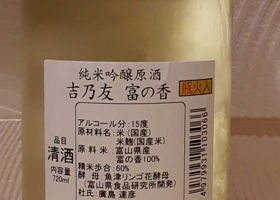 純米吟醸原酒
吉乃友 富の香
瓶火入
アルコール分：15度
原材料名：米（国産）
米麹（国産米）
原料米：富山県産
富の香100%
精米歩合：60%
酵母：魚津リンゴ花酵母
（富山県食品研究所開発）
杜氏：廣島 達彦
品目
清酒
内容量
720ml
4917993103066